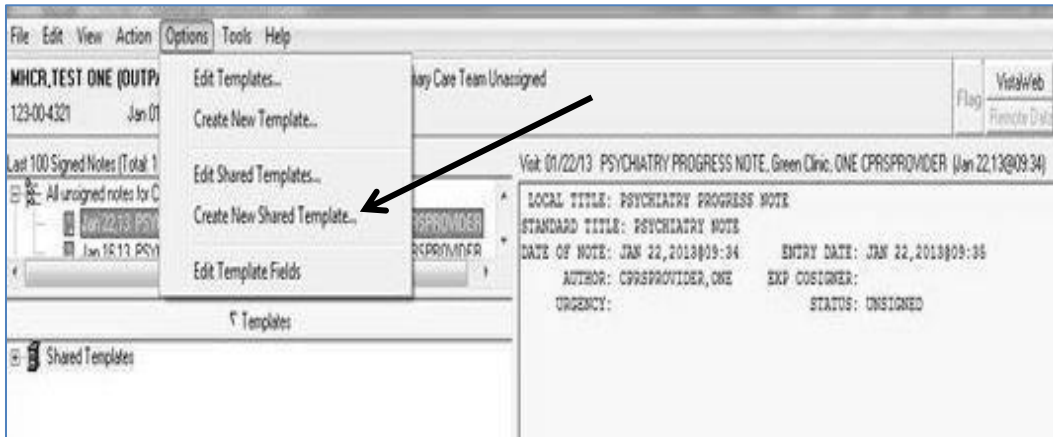 File Edit View Action Options Tools Help
MHCR,TEST ONE (OUTPA
ary Care Team Unassigned
123-00-4321 Jan 01
Flag
VistaWeb
Remote Data
Edit Templates...
Create New Template...
Edit Shared Templates...
Create New Shared Template...
Edit Template Fields
Last 100 Signed Notes (Total: 1
All unsigned notes for C
Jan 22,13 PSY
RSPROVIDER
Jan 16,13 PSY
RSPROVIDER
Templates
Shared Templates
Visit: 01/22/13 PSYCHIATRY PROGRESS NOTE, Green Clinic, ONE CPRSPROVIDER (Jan 22,13@09:34)
LOCAL TITLE: PSYCHIATRY PROGRESS NOTE
STANDARD TITLE: PSYCHIATRY NOTE
DATE OF NOTE: JAN 22,2013@09:34 ENTRY DATE: JAN 22,2013@09:35
AUTHOR: CPRSPROVIDER,ONE EXP COSIGNER:
URGENCY: STATUS: UNSIGNED